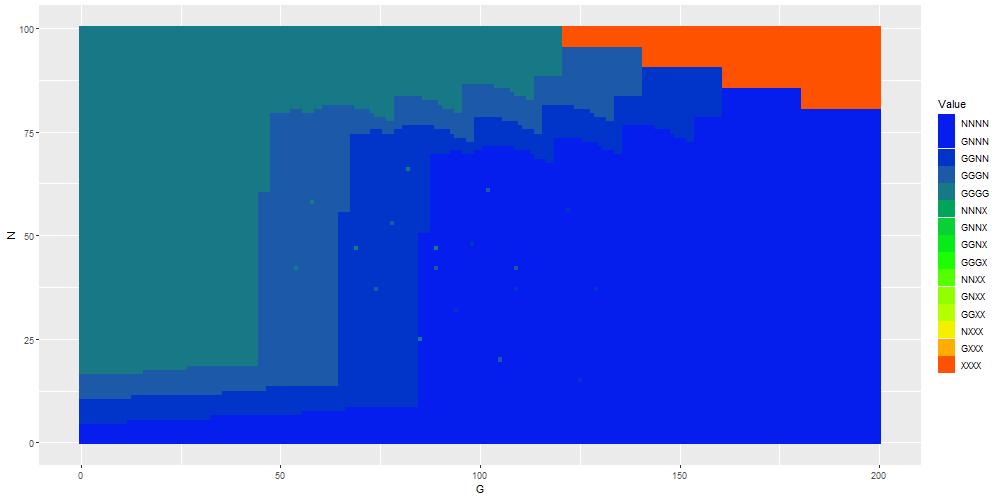 100
75
50
25
0
N
0 50 100 150 200
G
Value
NNNN
GNNN
GGNN
GGGN
GGGG
NNNX
GNNX
GGNX
GGGX
NNXX
GNXX
GGXX
NXXX
GXXX
XXXX